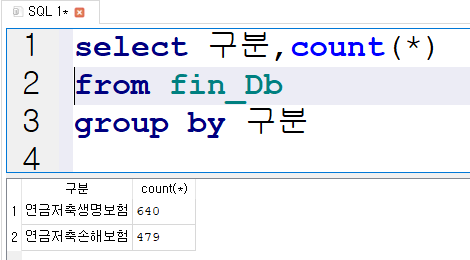 SQL 1*
1 select 구분,count(*)
2 from fin_Db
3 group by 구분
4
구분 count(*)
1 연금저축생명보험 640
2 연금저축손해보험 479